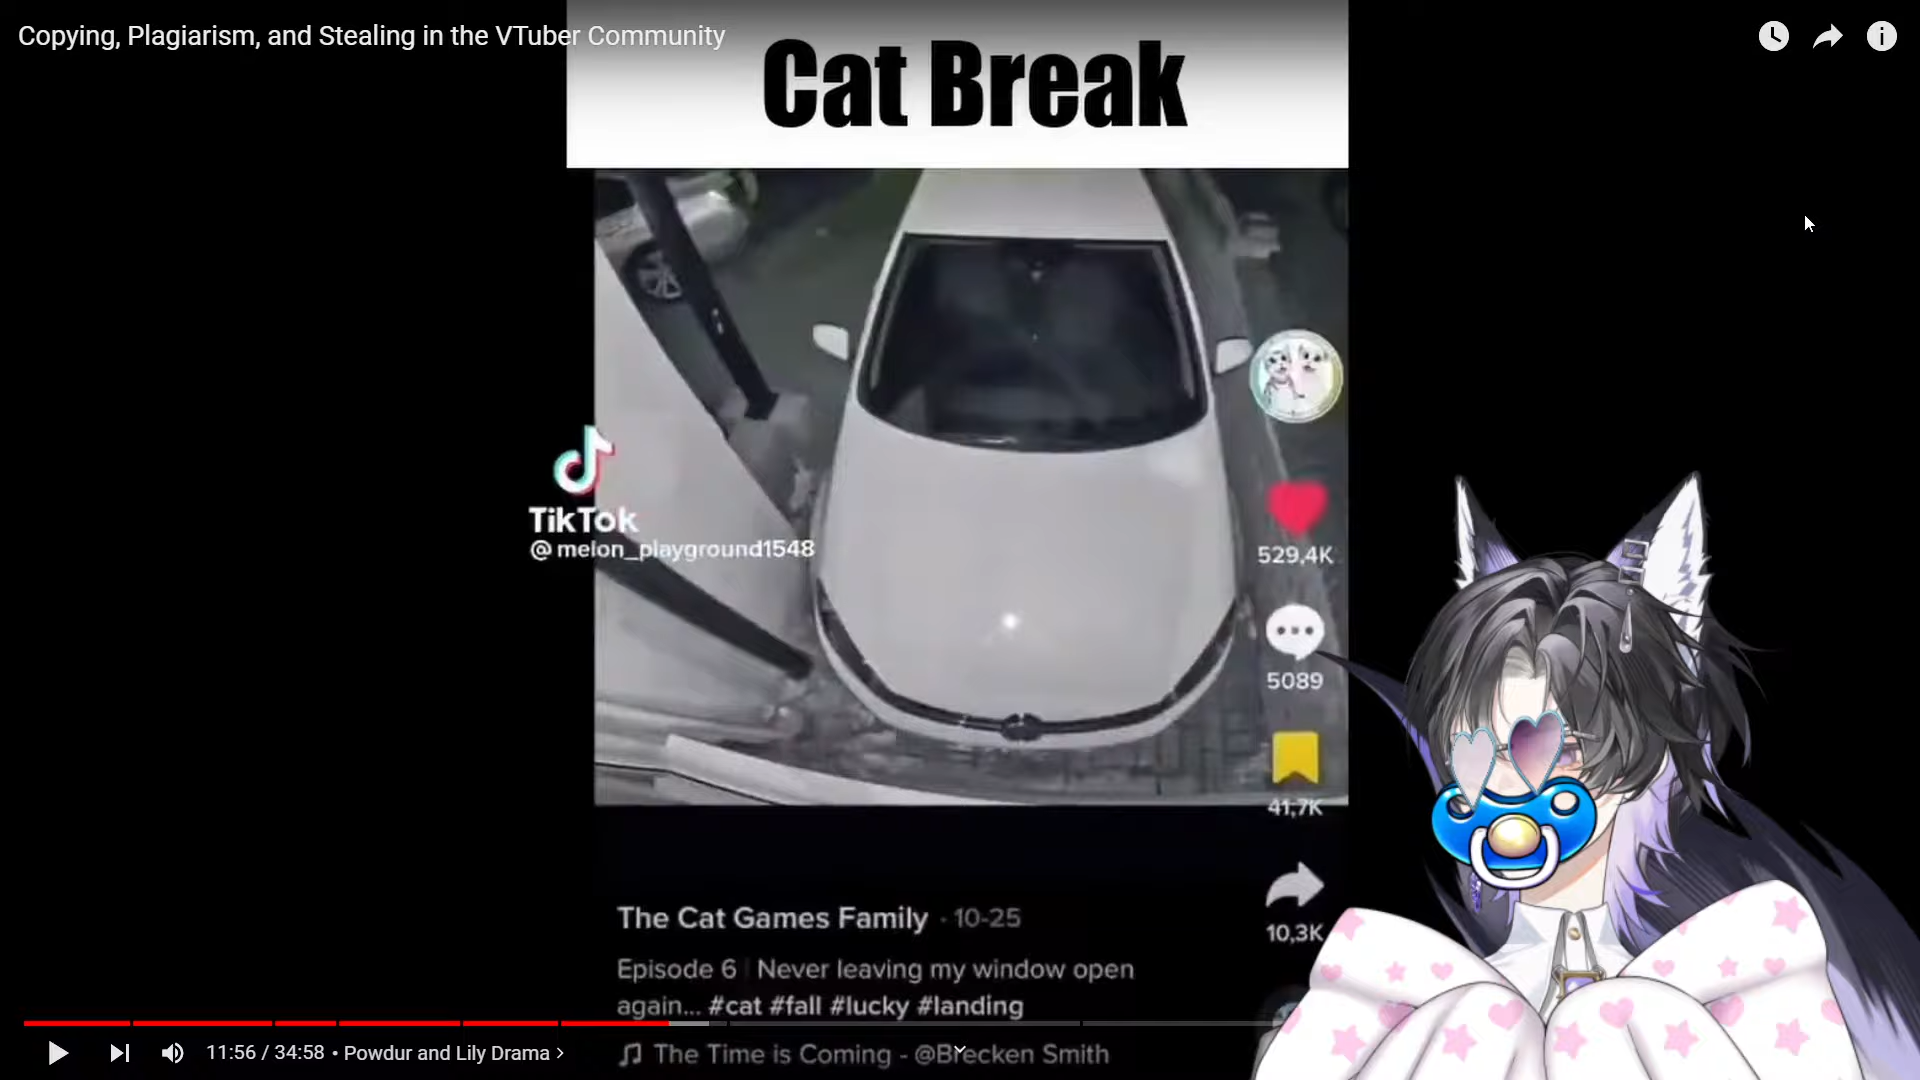 Copying, Plagiarism, and Stealing in the VTuber Community
Cat Break
TikTok
@melon_playground1548
529,4K
5089
41,7K
10,3K
The Cat Games Family · 10-25
Episode 6 Never leaving my window open
again... #cat #fall #lucky #landing
The Time is Coming - @Brecken Smith
11:56 / 34:58 • Powdur and Lily Drama